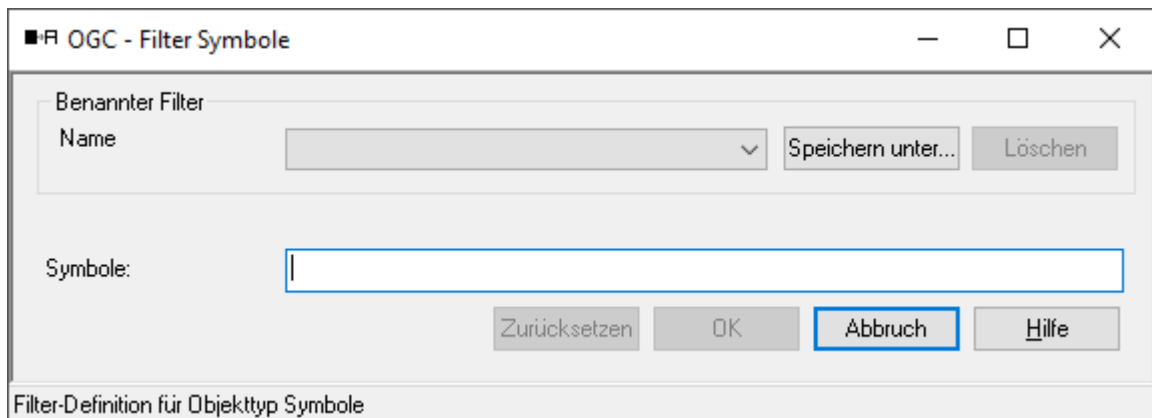 OGC - Filter Symbole
Benannter Filter
Name
Speichern unter...
Löschen
Symbole:
Zurücksetzen
OK
Abbruch
Hilfe
Filter-Definition für Objekttyp Symbole